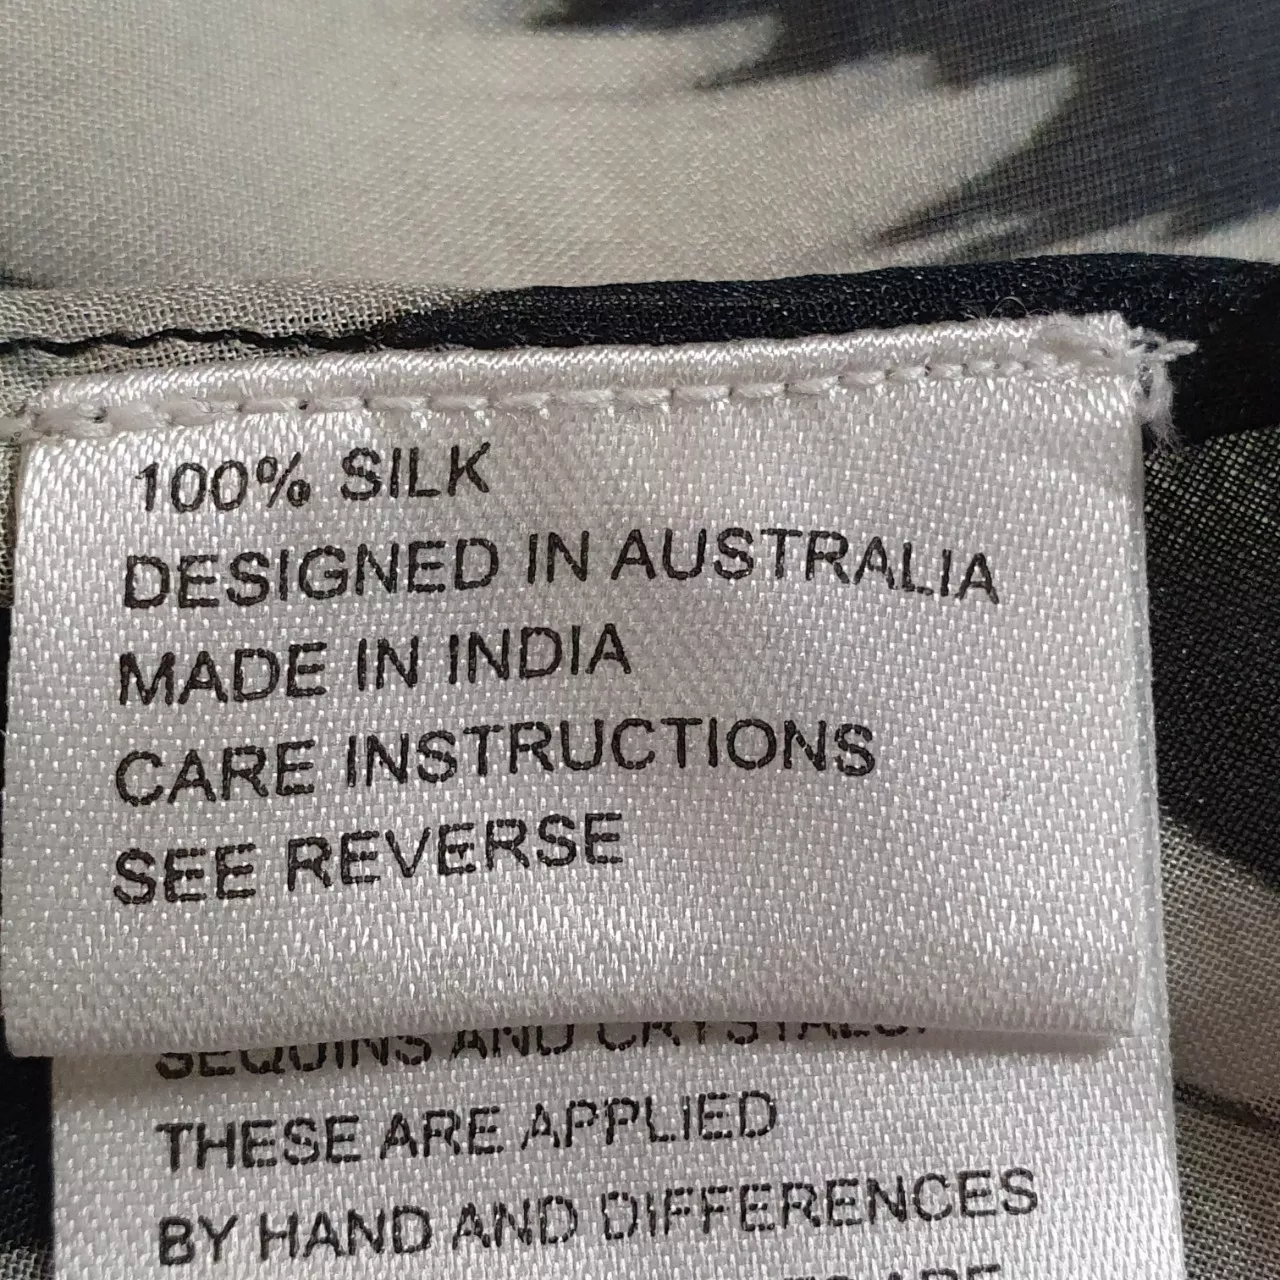 100% SILK
DESIGNED IN AUSTRALIA
MADE IN INDIA
CARE INSTRUCTIONS
SEE REVERSE
SEQUINS AND CRYSTALS.
THESE ARE APPLIED
BY HAND AND DIFFERENCES
ARE